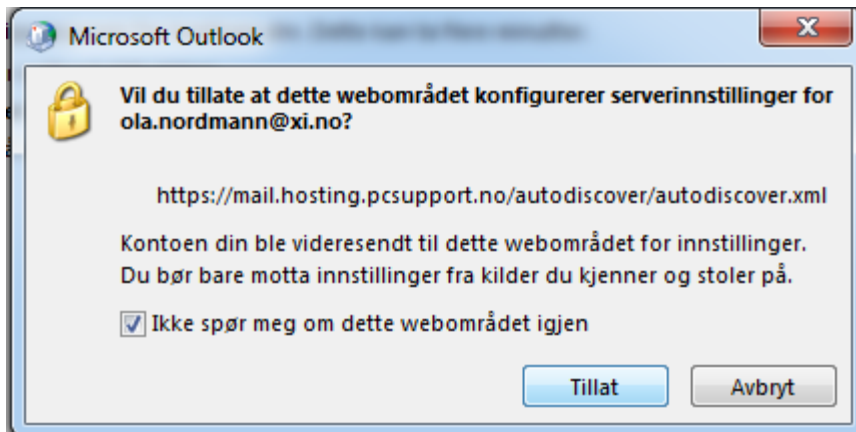 Microsoft Outlook
Vil du tillate at dette webområdet konfigurerer serverinnstillinger for
ola.nordmann@xi.no?
https://mail.hosting.pcsupport.no/autodiscover/autodiscover.xml
Kontoen din ble videresendt til dette webområdet for innstillinger.
Du bør bare motta innstillinger fra kilder du kjenner og stoler på.
Ikke spør meg om dette webområdet igjen
Tillat Avbryt